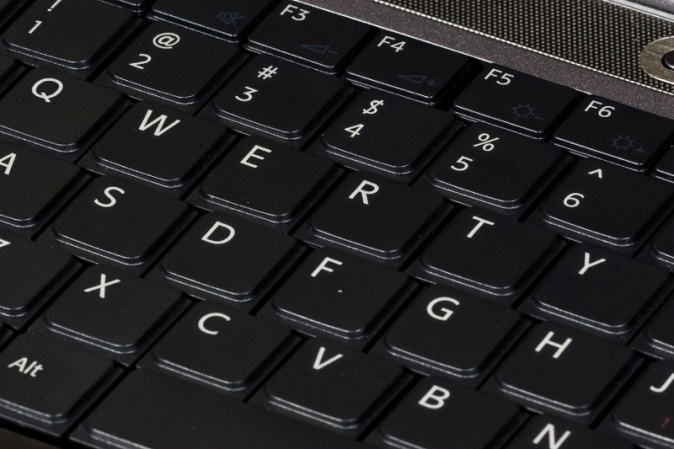 F3 F4 F5 F6
! @ # $ % ^
1 2 3 4 5 6
Q W E R T Y
A S D F G H J
Z X C V B N
Alt